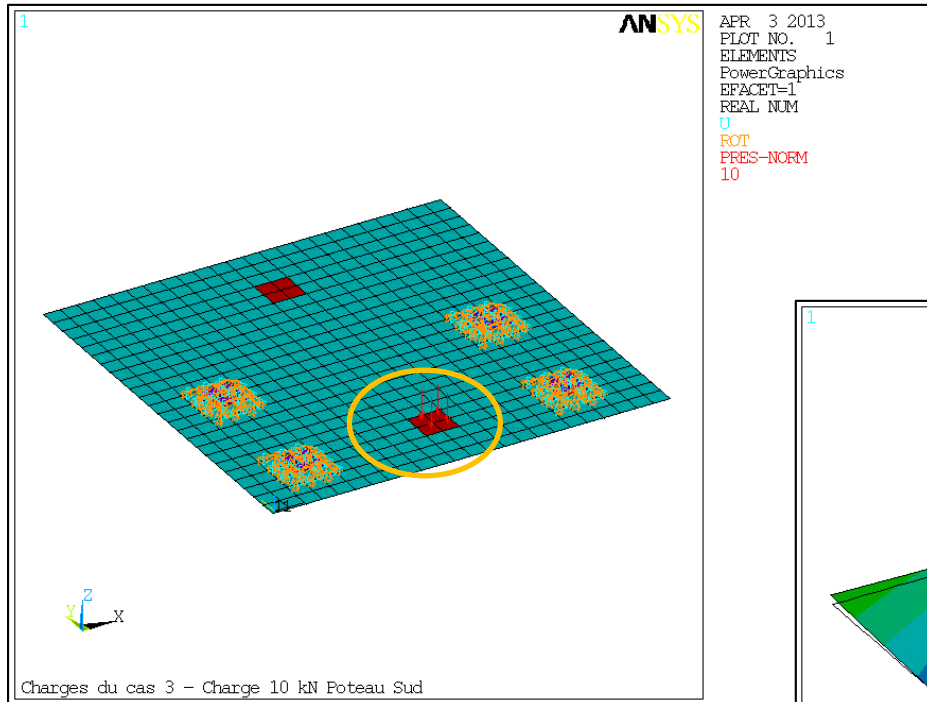 1
ANSYS
APR 3 2013
PLOT NO. 1
ELEMENTS
PowerGraphics
EFACET=1
REAL NUM
U
ROT
PRES-NORM
10
1
Z
Y
X
Charges du cas 3 - Charge 10 kN Poteau Sud